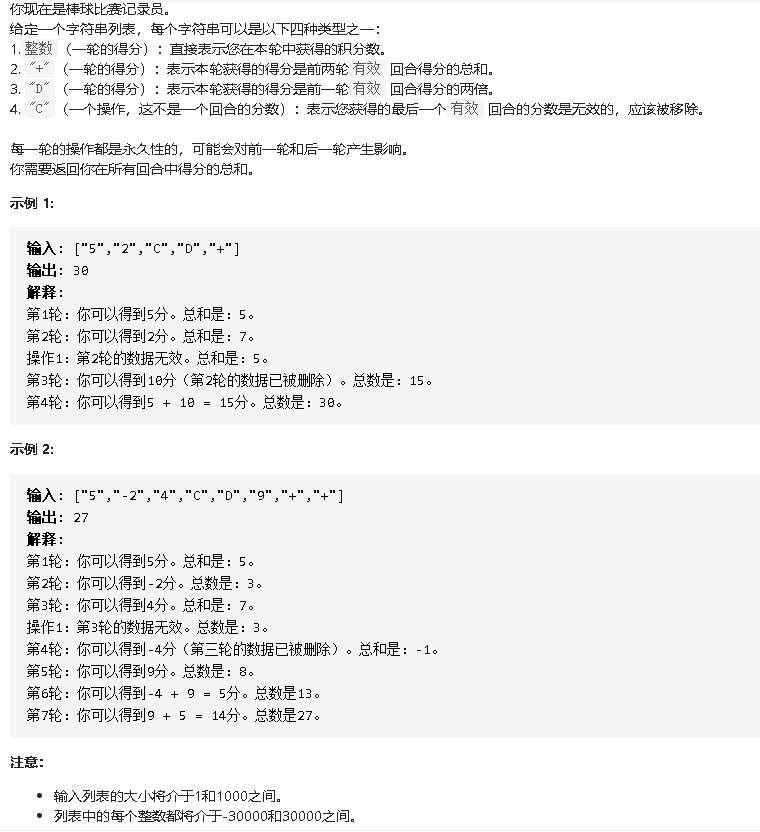 你现在是棒球比赛记录员。
给定一个字符串列表，每个字符串可以是以下四种类型之一：
1. 整数 （一轮的得分）：直接表示您在本轮中获得的积分数。
2. "+" （一轮的得分）：表示本轮获得的得分是前两轮 有效 回合得分的总和。
3. "D" （一轮的得分）：表示本轮获得的得分是前一轮 有效 回合得分的两倍。
4. "C" （一个操作，这不是一个回合的分数）：表示您获得的最后一个 有效 回合的分数是无效的，应该被移除。
每一轮的操作都是永久性的，可能会对前一轮和后一轮产生影响。
你需要返回你在所有回合中得分的总和。
示例 1:
输入: ["5","2","C","D","+"]
输出: 30
解释:
第1轮：你可以得到5分。总和是：5。
第2轮：你可以得到2分。总和是：7。
操作1：第2轮的数据无效。总和是：5。
第3轮：你可以得到10分（第2轮的数据已被删除）。总数是：15。
第4轮：你可以得到5 + 10 = 15分。总数是：30。
示例 2:
输入: ["5","-2","4","C","D","9","+","+"]
输出: 27
解释:
第1轮：你可以得到5分。总和是：5。
第2轮：你可以得到-2分。总数是：3。
第3轮：你可以得到4分。总和是：7。
操作1：第3轮的数据无效。总数是：3。
第4轮：你可以得到-4分（第三轮的数据已被删除）。总和是：-1。
第5轮：你可以得到9分。总数是：8。
第6轮：你可以得到-4 + 9 = 5分。总数是13。
第7轮：你可以得到9 + 5 = 14分。总数是27。
注意:
• 输入列表的大小将介于1和1000之间。
• 列表中的每个整数都将介于-30000和30000之间。